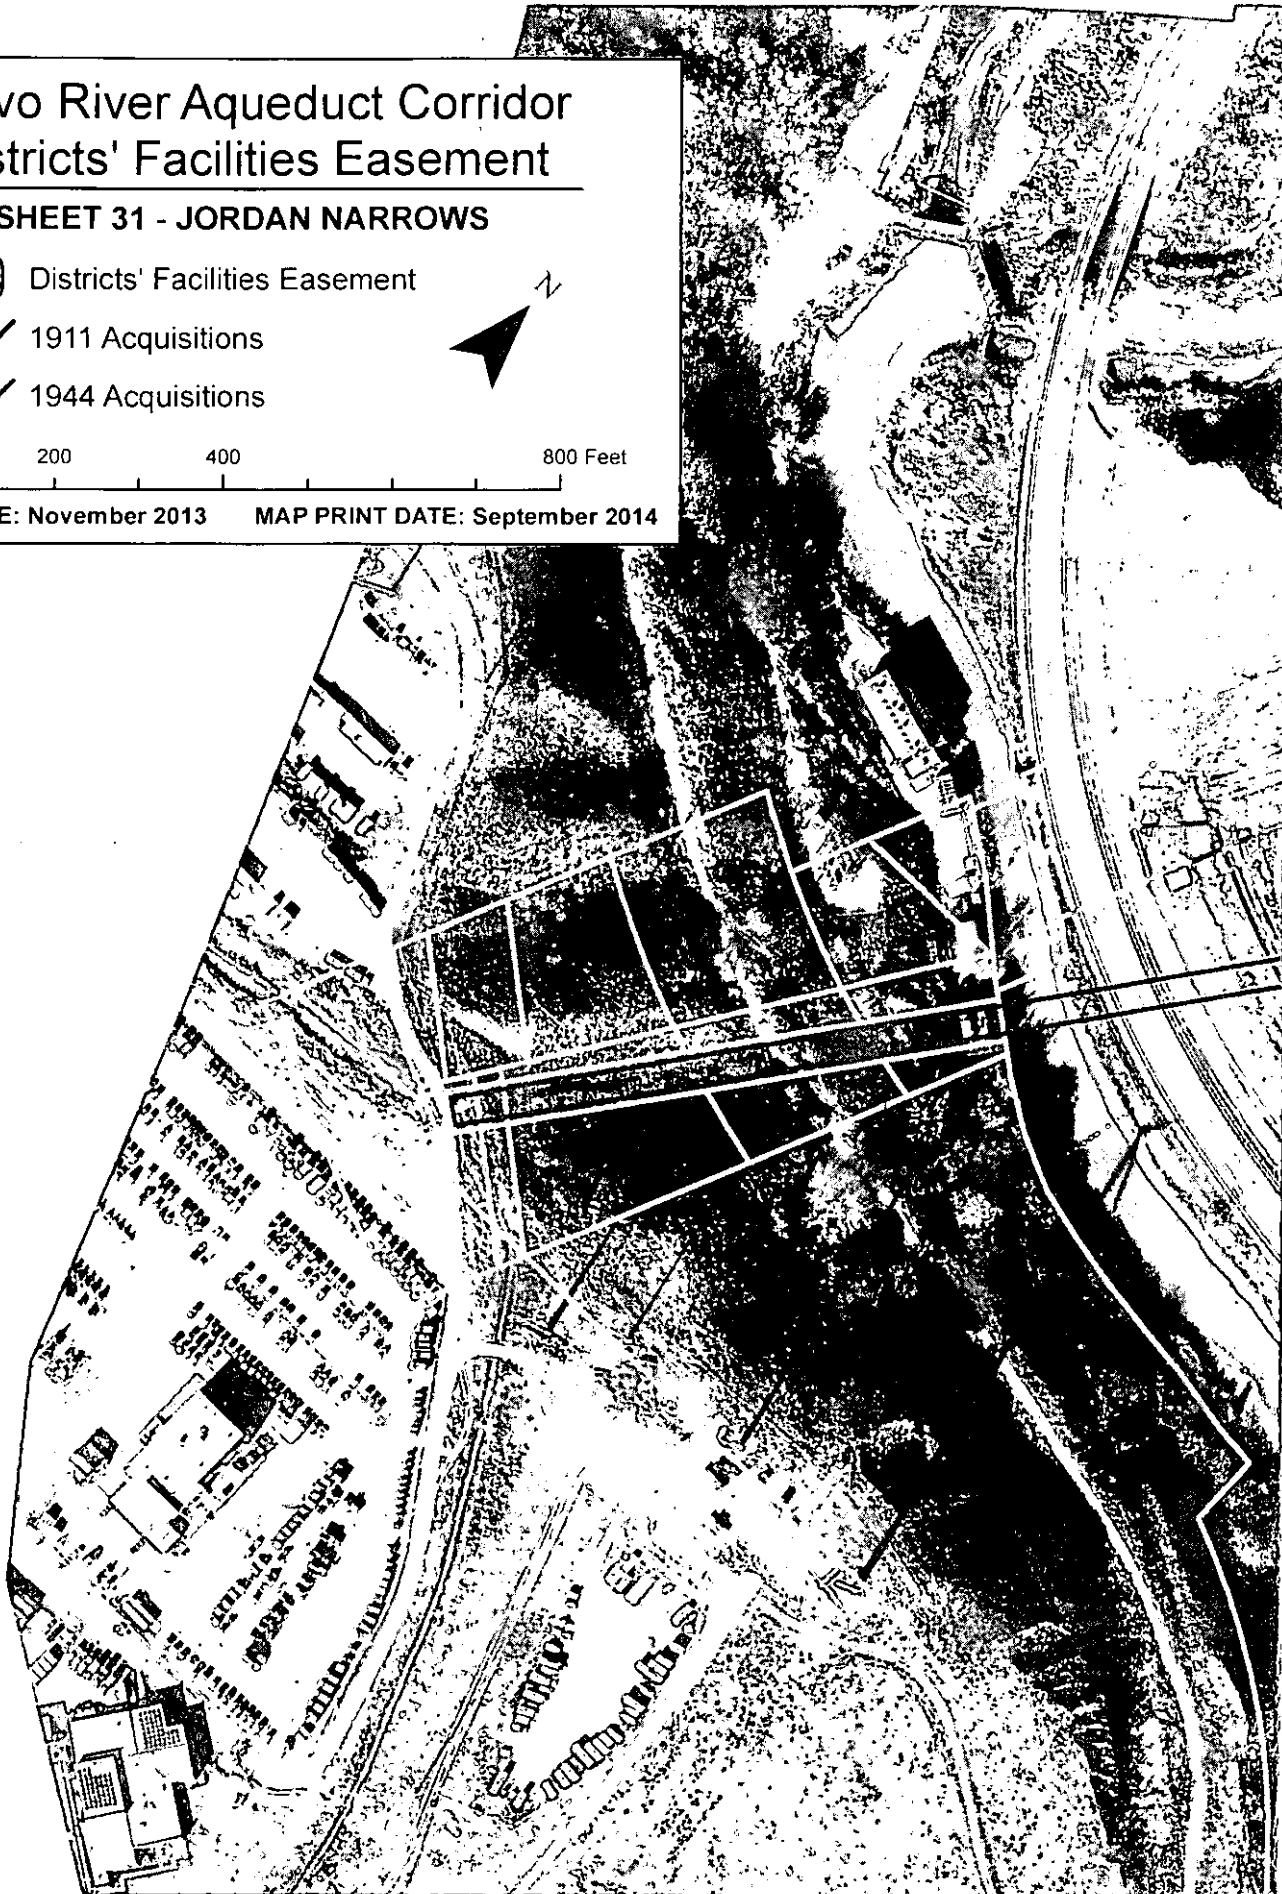 vo River Aqueduct Corridor
stricts' Facilities Easement
SHEET 31 - JORDAN NARROWS
Districts' Facilities Easement
N
1911 Acquisitions
1944 Acquisitions
200 400 800 Feet
E: November 2013 MAP PRINT DATE: September 2014